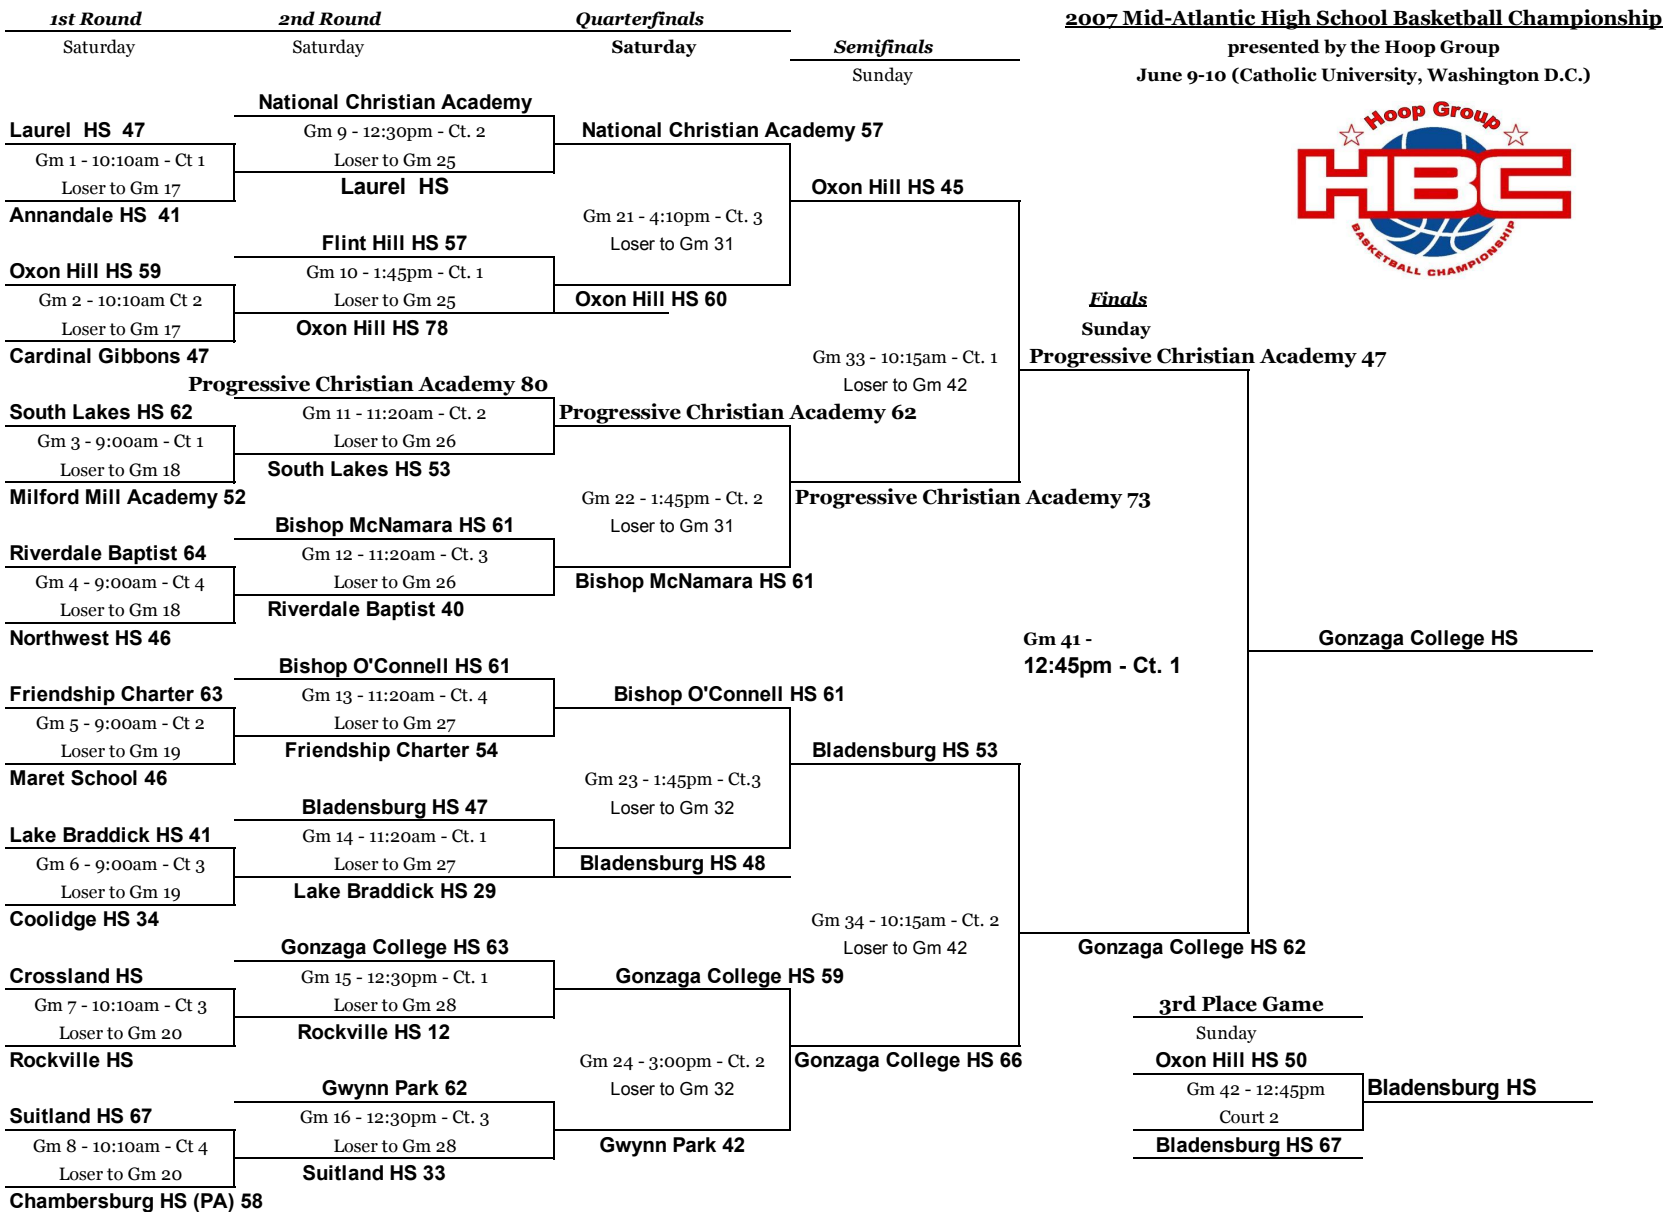 1st Round 2nd Round Quarterfinals 2007 Mid-Atlantic High School Basketball Championship
Saturday Saturday Saturday Semifinals presented by the Hoop Group
Sunday June 9-10 (Catholic University, Washington D.C.)
Hoop Group
HBC
BASKETBALL CHAMPIONSHIP
National Christian Academy
Laurel HS 47 Gm 9 - 12:30pm - Ct. 2 National Christian Academy 57
Gm 1 - 10:10am - Ct 1 Loser to Gm 25
Loser to Gm 17 Laurel HS Oxon Hill HS 45
Annandale HS 41 Gm 21 - 4:10pm - Ct. 3
Flint Hill HS 57 Loser to Gm 31
Oxon Hill HS 59 Gm 10 - 1:45pm - Ct. 1
Gm 2 - 10:10am Ct 2 Loser to Gm 25 Oxon Hill HS 60 Finals
Loser to Gm 17 Oxon Hill HS 78 Sunday
Cardinal Gibbons 47 Gm 33 - 10:15am - Ct. 1 Progressive Christian Academy 47
Progressive Christian Academy 80 Loser to Gm 42
South Lakes HS 62 Gm 11 - 11:20am - Ct. 2 Progressive Christian Academy 62
Gm 3 - 9:00am - Ct 1 Loser to Gm 26
Loser to Gm 18 South Lakes HS 53
Milford Mill Academy 52 Gm 22 - 1:45pm - Ct. 2 Progressive Christian Academy 73
Bishop McNamara HS 61 Loser to Gm 31
Riverdale Baptist 64 Gm 12 - 11:20am - Ct. 3
Gm 4 - 9:00am - Ct 4 Loser to Gm 26 Bishop McNamara HS 61
Loser to Gm 18 Riverdale Baptist 40
Northwest HS 46 Gm 41 - Gonzaga College HS
Bishop O'Connell HS 61 12:45pm - Ct. 1
Friendship Charter 63 Gm 13 - 11:20am - Ct. 4 Bishop O'Connell HS 61
Gm 5 - 9:00am - Ct 2 Loser to Gm 27
Loser to Gm 19 Friendship Charter 54 Bladensburg HS 53
Maret School 46 Gm 23 - 1:45pm - Ct.3
Bladensburg HS 47 Loser to Gm 32
Lake Braddick HS 41 Gm 14 - 11:20am - Ct. 1
Gm 6 - 9:00am - Ct 3 Loser to Gm 27 Bladensburg HS 48
Loser to Gm 19 Lake Braddick HS 29
Coolidge HS 34 Gm 34 - 10:15am - Ct. 2
Gonzaga College HS 63 Loser to Gm 42 Gonzaga College HS 62
Crossland HS Gm 15 - 12:30pm - Ct. 1 Gonzaga College HS 59
Gm 7 - 10:10am - Ct 3 Loser to Gm 28 3rd Place Game
Loser to Gm 20 Rockville HS 12 Sunday
Rockville HS Gm 24 - 3:00pm - Ct. 2 Gonzaga College HS 66 Oxon Hill HS 50
Gwynn Park 62 Loser to Gm 32 Gm 42 - 12:45pm Bladensburg HS
Suitland HS 67 Gm 16 - 12:30pm - Ct. 3 Court 2
Gm 8 - 10:10am - Ct 4 Loser to Gm 28 Gwynn Park 42 Bladensburg HS 67
Loser to Gm 20 Suitland HS 33
Chambersburg HS (PA) 58